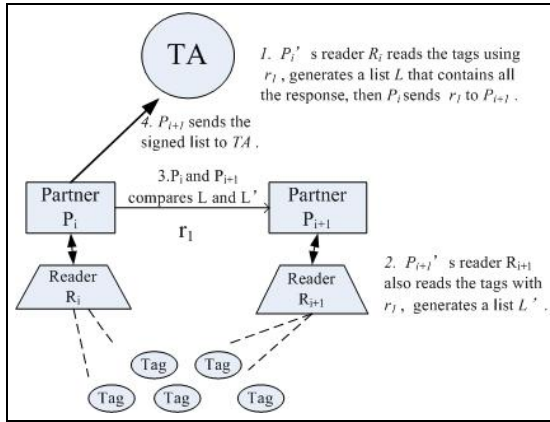 TA
1. Pi’ s reader Ri reads the tags using
r1 , generates a list L that contains all
the response, then Pi sends r1 to Pi+1 .
4. Pi+1 sends the
signed list to TA .
3.Pi and Pi+1
compares L and L’
Partner
Pi
r1
Partner
Pi+1
Reader
Ri
Reader
Ri+1
2. Pi+1’ s reader Ri+1
also reads the tags with
r1 , generates a list L’ .
Tag
Tag
Tag
Tag
Tag